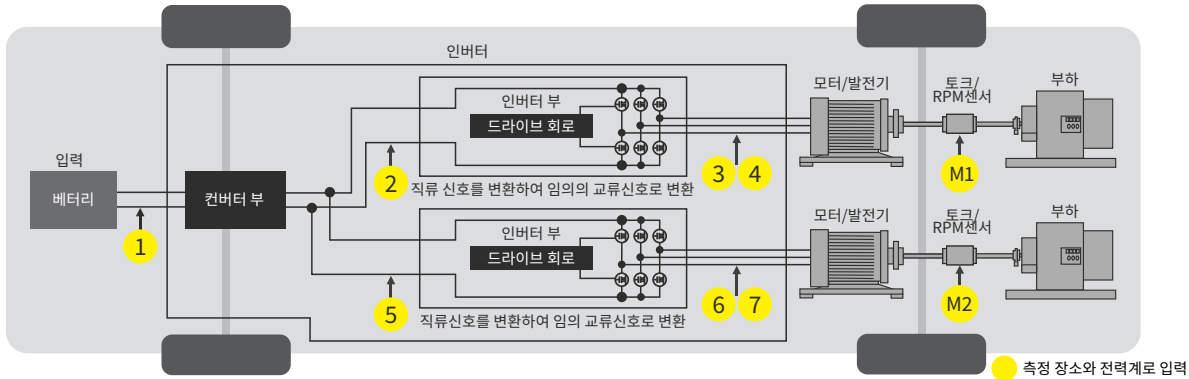 인버터
입력
베터리
1
컨버터 부
2
인버터 부
드라이브 회로
직류 신호를 변환하여 임의의 교류신호로 변환
3 4
모터/발전기
토크/
RPM센서
부하
M1
5
인버터 부
드라이브 회로
직류신호를 변환하여 임의 교류신호로 변환
6 7
모터/발전기
토크/
RPM센서
부하
M2
측정 장소와 전력계로 입력